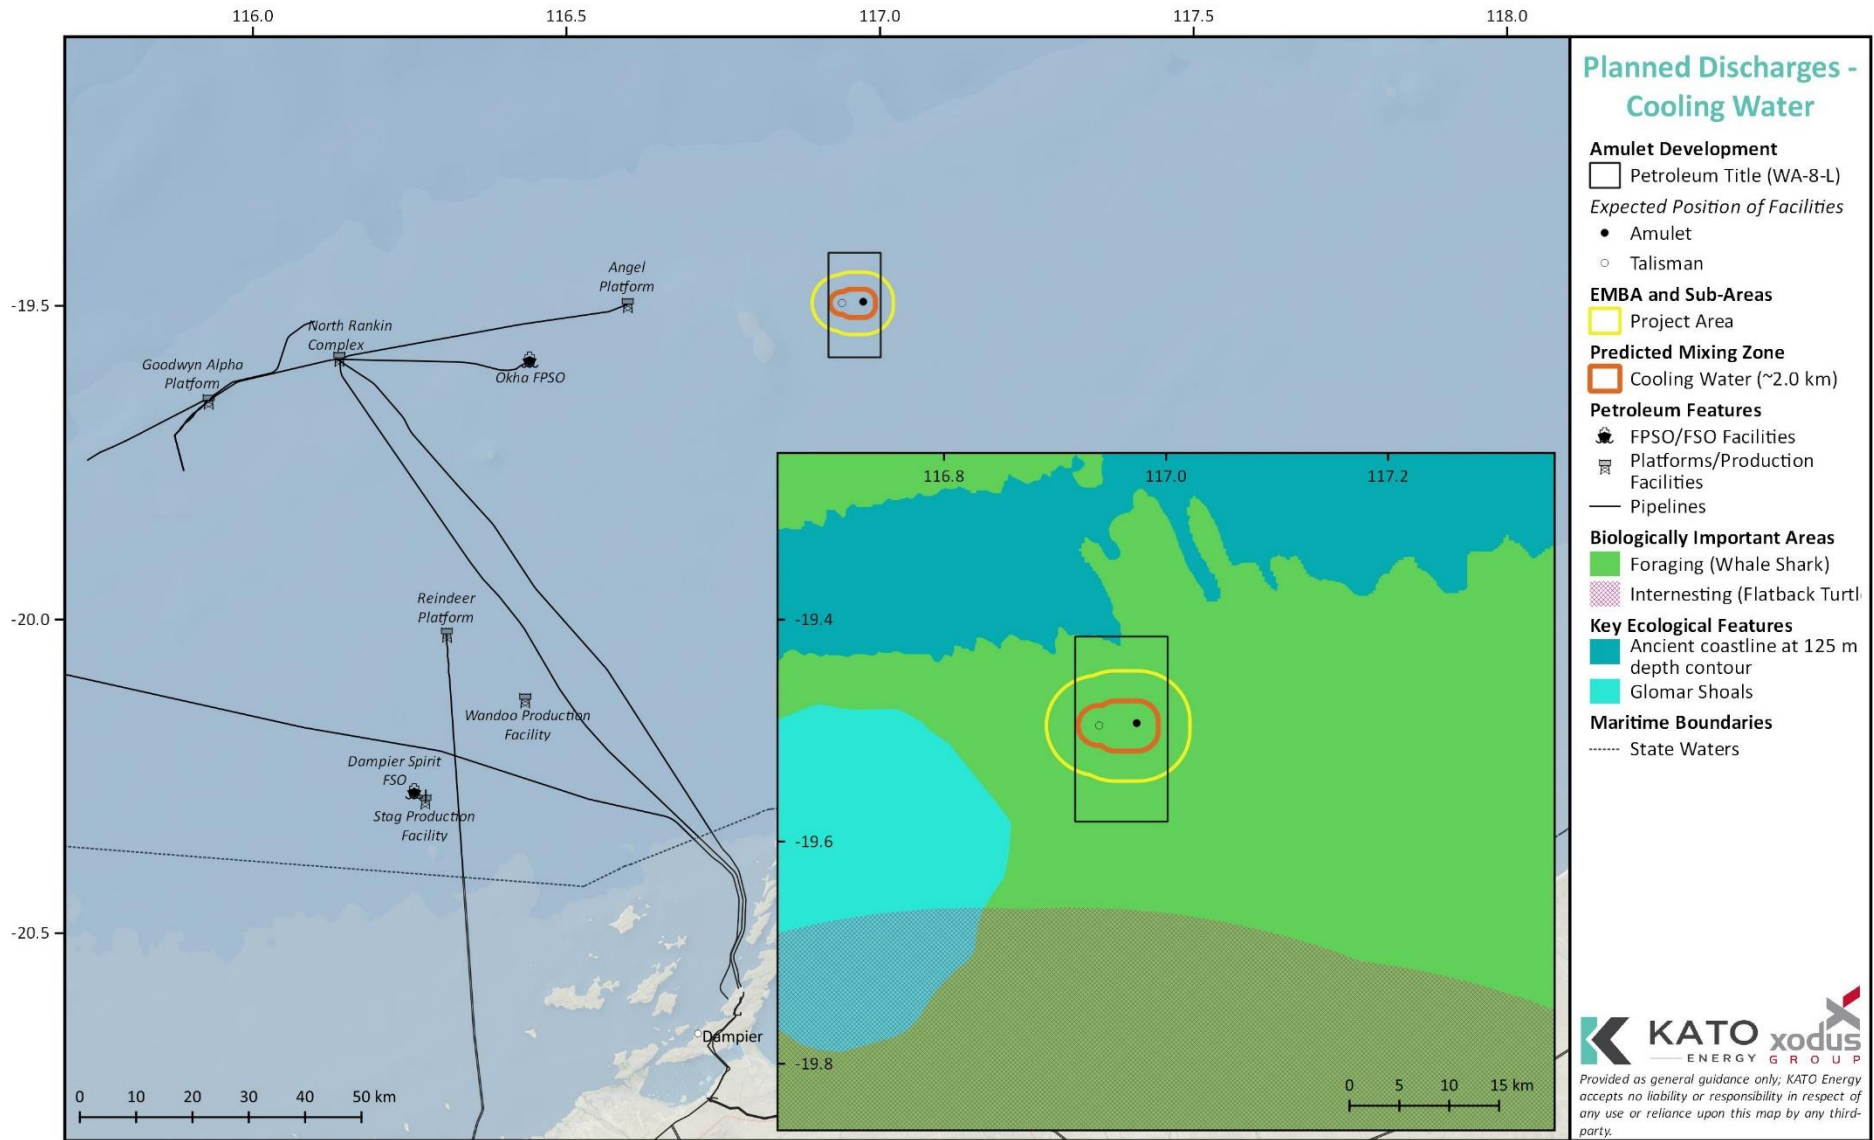 116.0
116.5
117.0
117.5
118.0
-19.5
-20.0
-20.5
Angel
Platform
North Rankin
Complex
Goodwyn Alpha
Platform
Okha FPSO
Reindeer
Platform
Wandoo Production
Facility
Dampier Spirit
FSO
Stag Production
Facility
Dampier
0 10 20 30 40 50 km
116.8
117.0
117.2
-19.4
-19.6
-19.8
0 5 10 15 km
Planned Discharges -
Cooling Water
Amulet Development
Petroleum Title (WA-8-L)
Expected Position of Facilities
Amulet
Talisman
EMBA and Sub-Areas
Project Area
Predicted Mixing Zone
Cooling Water (~2.0 km)
Petroleum Features
FPSO/FSO Facilities
Platforms/Production
Facilities
Pipelines
Biologically Important Areas
Foraging (Whale Shark)
Internesting (Flatback Turtl
Key Ecological Features
Ancient coastline at 125 m
depth contour
Glomar Shoals
Maritime Boundaries
State Waters
KATO
ENERGY
xodus
GROUP
Provided as general guidance only; KATO Energy
accepts no liability or responsibility in respect of
any use or reliance upon this map by any third-
party.